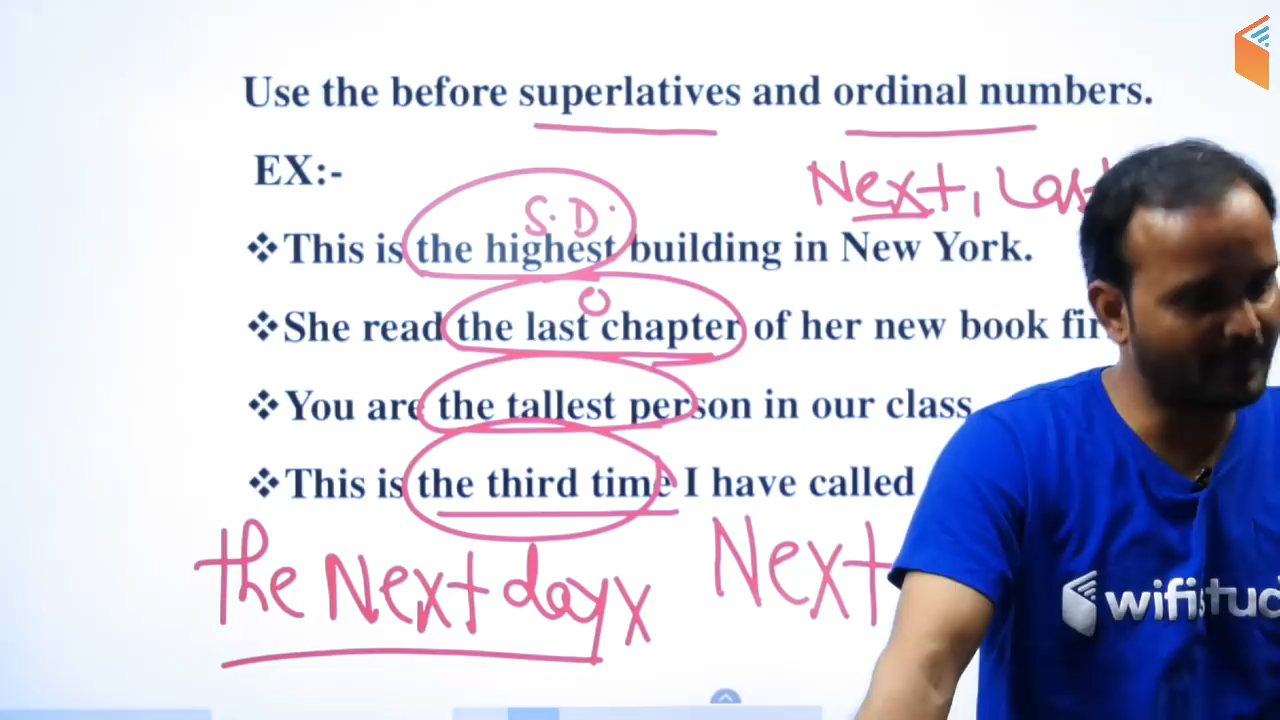 Use the before superlatives and ordinal numbers.
EX:-
Next, Last
S.D.
❖This is the highest building in New York.
O
❖She read the last chapter of her new book fir
❖You are the tallest person in our class
❖This is the third time I have called
the Next day x Next
wifistud